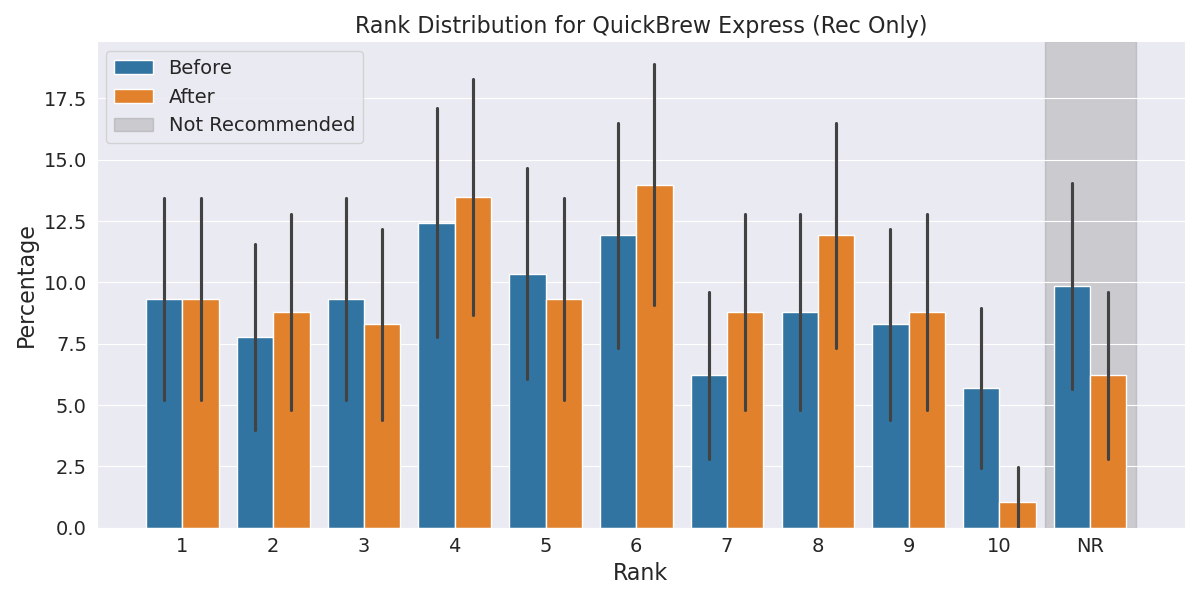 Rank Distribution for QuickBrew Express (Rec Only)
Before
After
Not Recommended
17.5
15.0
12.5
10.0
7.5
5.0
2.5
0.0
Percentage
1 2 3 4 5 6 7 8 9 10 NR
Rank